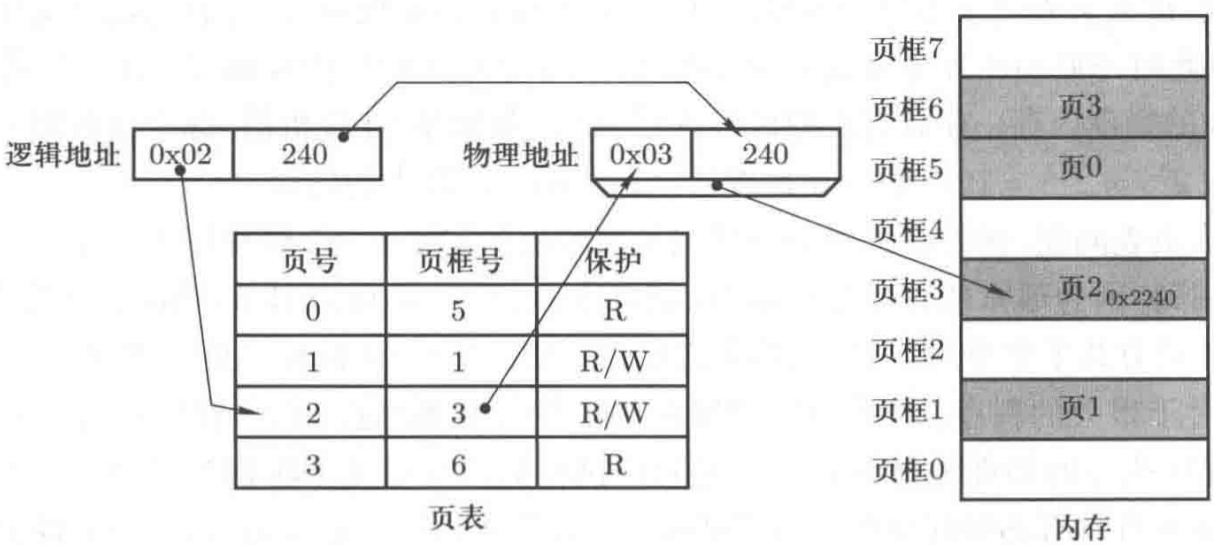 逻辑地址 0x02 240
物理地址 0x03 240
页号 页框号 保护
0 5 R
1 1 R/W
2 3 R/W
3 6 R
页表
页框7
页框6 页3
页框5 页0
页框4
页框3 页2 0x2240
页框2
页框1 页1
页框0
内存